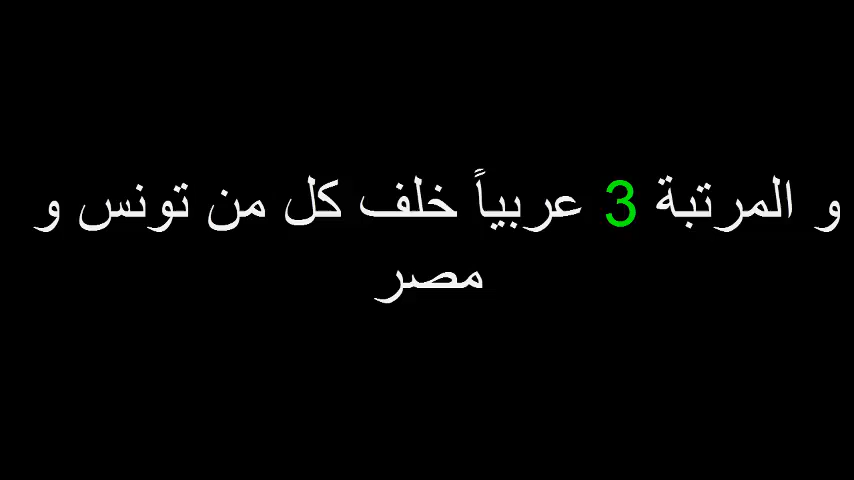 و المرتبة 3 عربياً خلف كل من تونس و
مصر